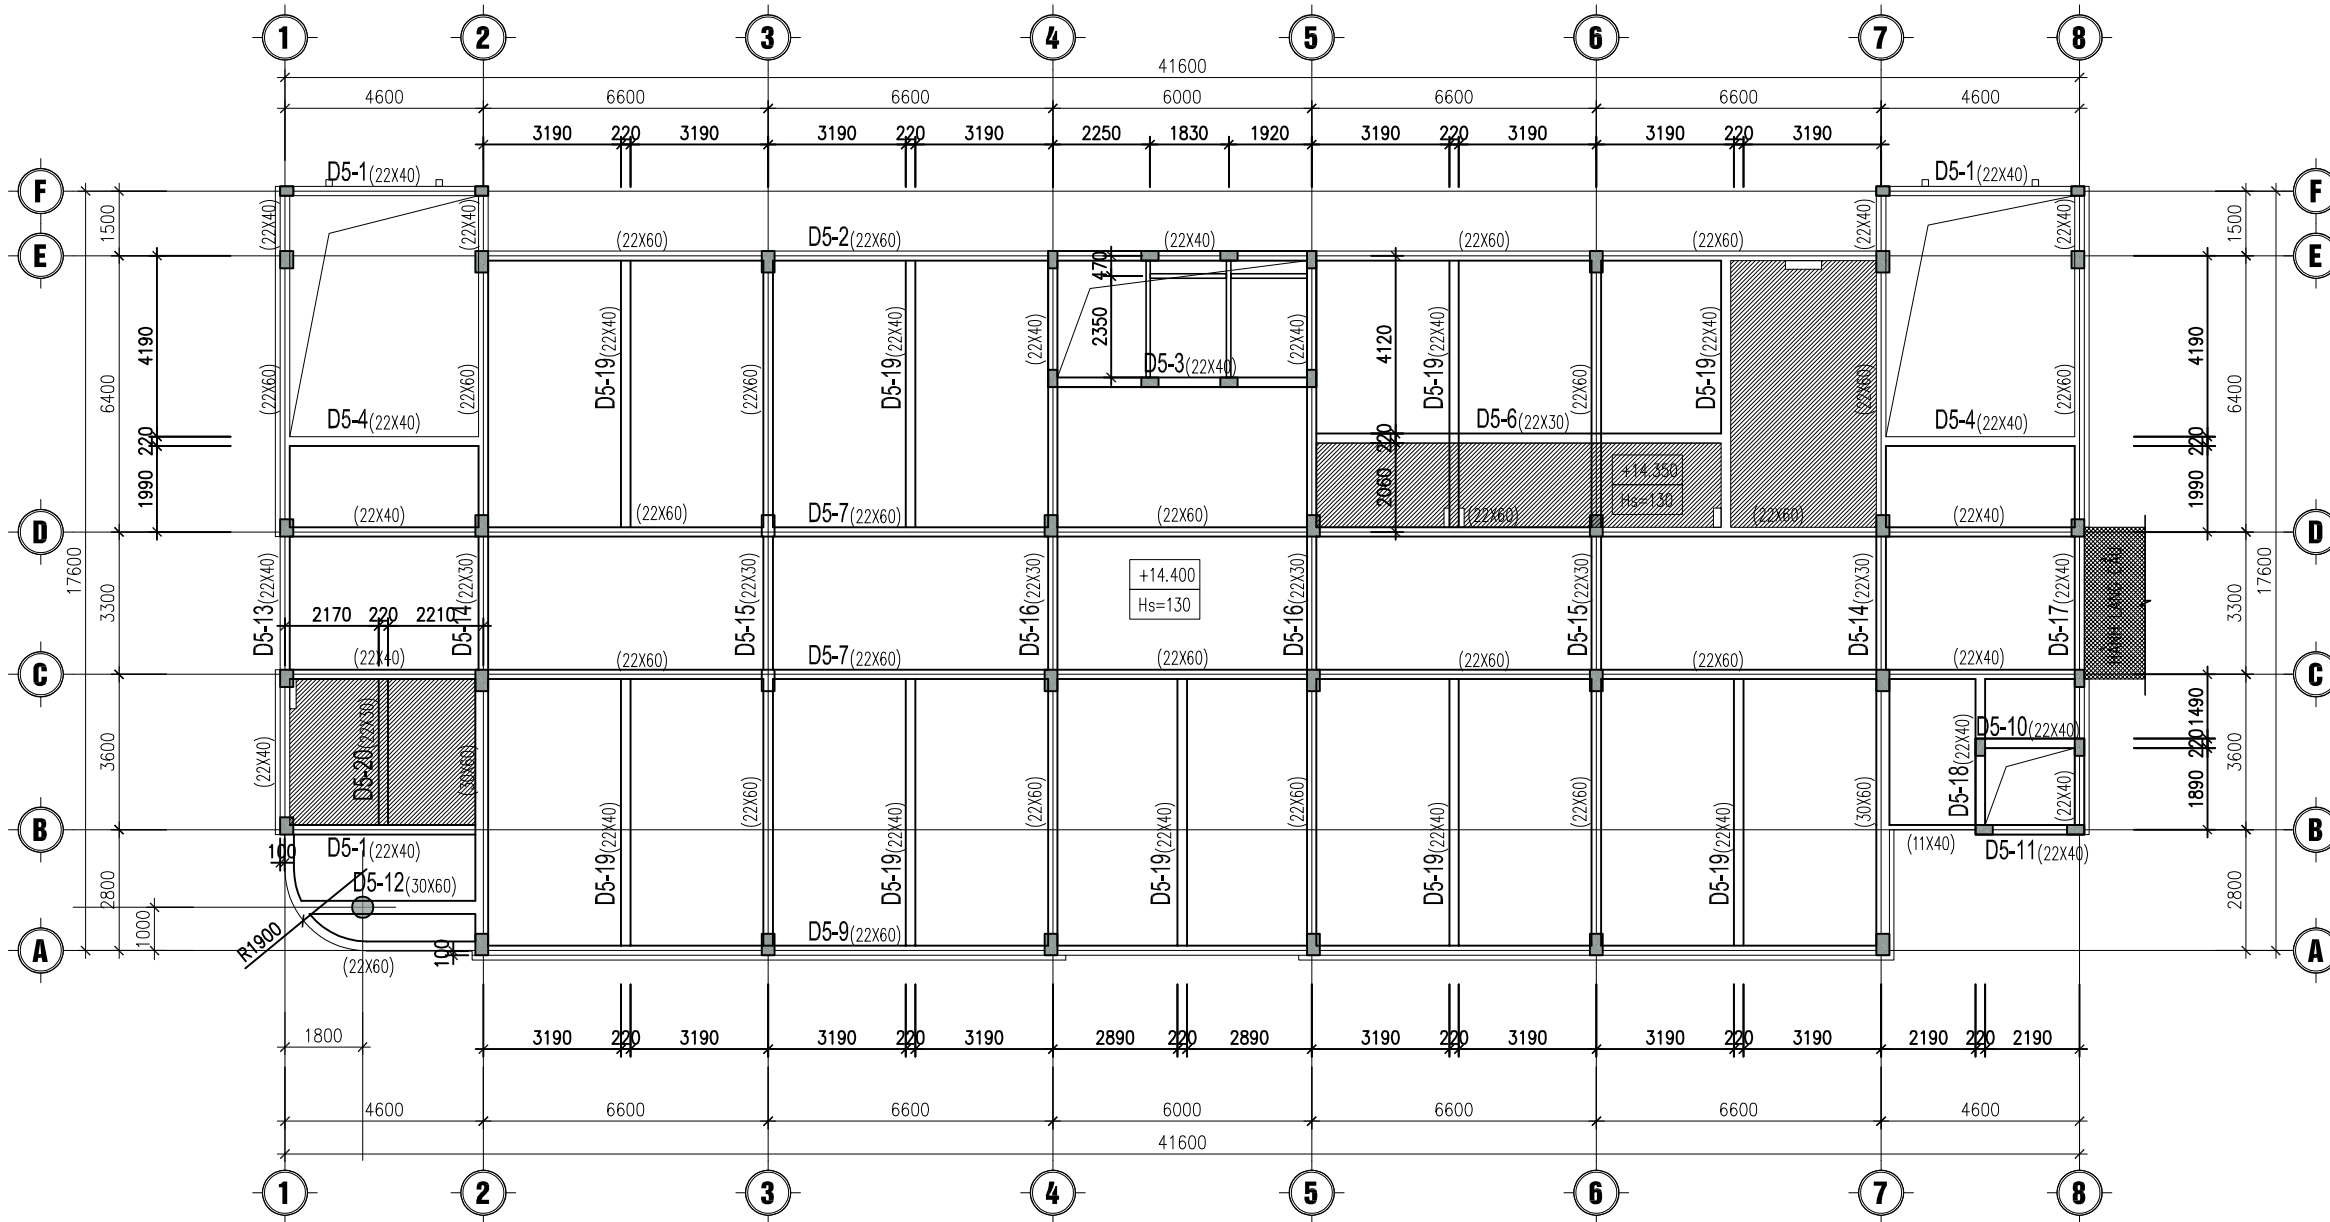 1 2 3 4 5 6 7 8
41600
4600 6600 6600 6000 6600 6600 4600
3190 220 3190 3190 220 3190 2250 1830 1920 3190 220 3190 3190 220 3190
D5-1(22X40) D5-1(22X40)
F F
1500 (22X40) (22X40) (22X40) (22X40) 1500
(22X60) D5-2(22X60) (22X40) (22X60) (22X60)
E E
470
4190 6400 (22X60) (22X60) D5-19(22X40) (22X60) D5-19(22X40) (22X40) 2350 (22X40) 4120 D5-19(22X40) (22X60) D5-19(22X40) (22X60) (22X60) 6400 4190
D5-3(22X40)
D5-4(22X40) D5-6(22X30) D5-4(22X40)
220 220 220
+14.350
Hs=130
1990 2060 1990
(22X40) (22X60) D5-7(22X60) (22X60) (22X60) (22X60) (22X40)
D D
17600 3300 D5-13(22X40) D5-14(22X30) D5-15(22X30) D5-16(22X30) D5-16(22X30) D5-15(22X30) D5-14(22X30) D5-17(22X40) HÀNH LANG CẦU 3300 17600
+14.400
Hs=130
2170 220 2210
(22X40) (22X60) D5-7(22X60) (22X60) (22X60) (22X60) (22X40)
C C
3600 (22X40) D5-20(22X30) (30X60) (22X60) (22X60) (22X60) (22X60) (30X60) D5-18(22X40) (22X40) 1490 220 1890 3600
D5-10(22X40)
B B
100 D5-1(22X40) (11X40) D5-11(22X40)
D5-12(30X60)
2800 1000 D5-19(22X40) D5-19(22X40) D5-19(22X40) D5-19(22X40) D5-19(22X40) 2800
R1900 100 D5-9(22X60)
A A
(22X60)
1800 3190 220 3190 3190 220 3190 2890 220 2890 3190 220 3190 3190 220 3190 2190 220 2190
4600 6600 6600 6000 6600 6600 4600
41600
1 2 3 4 5 6 7 8